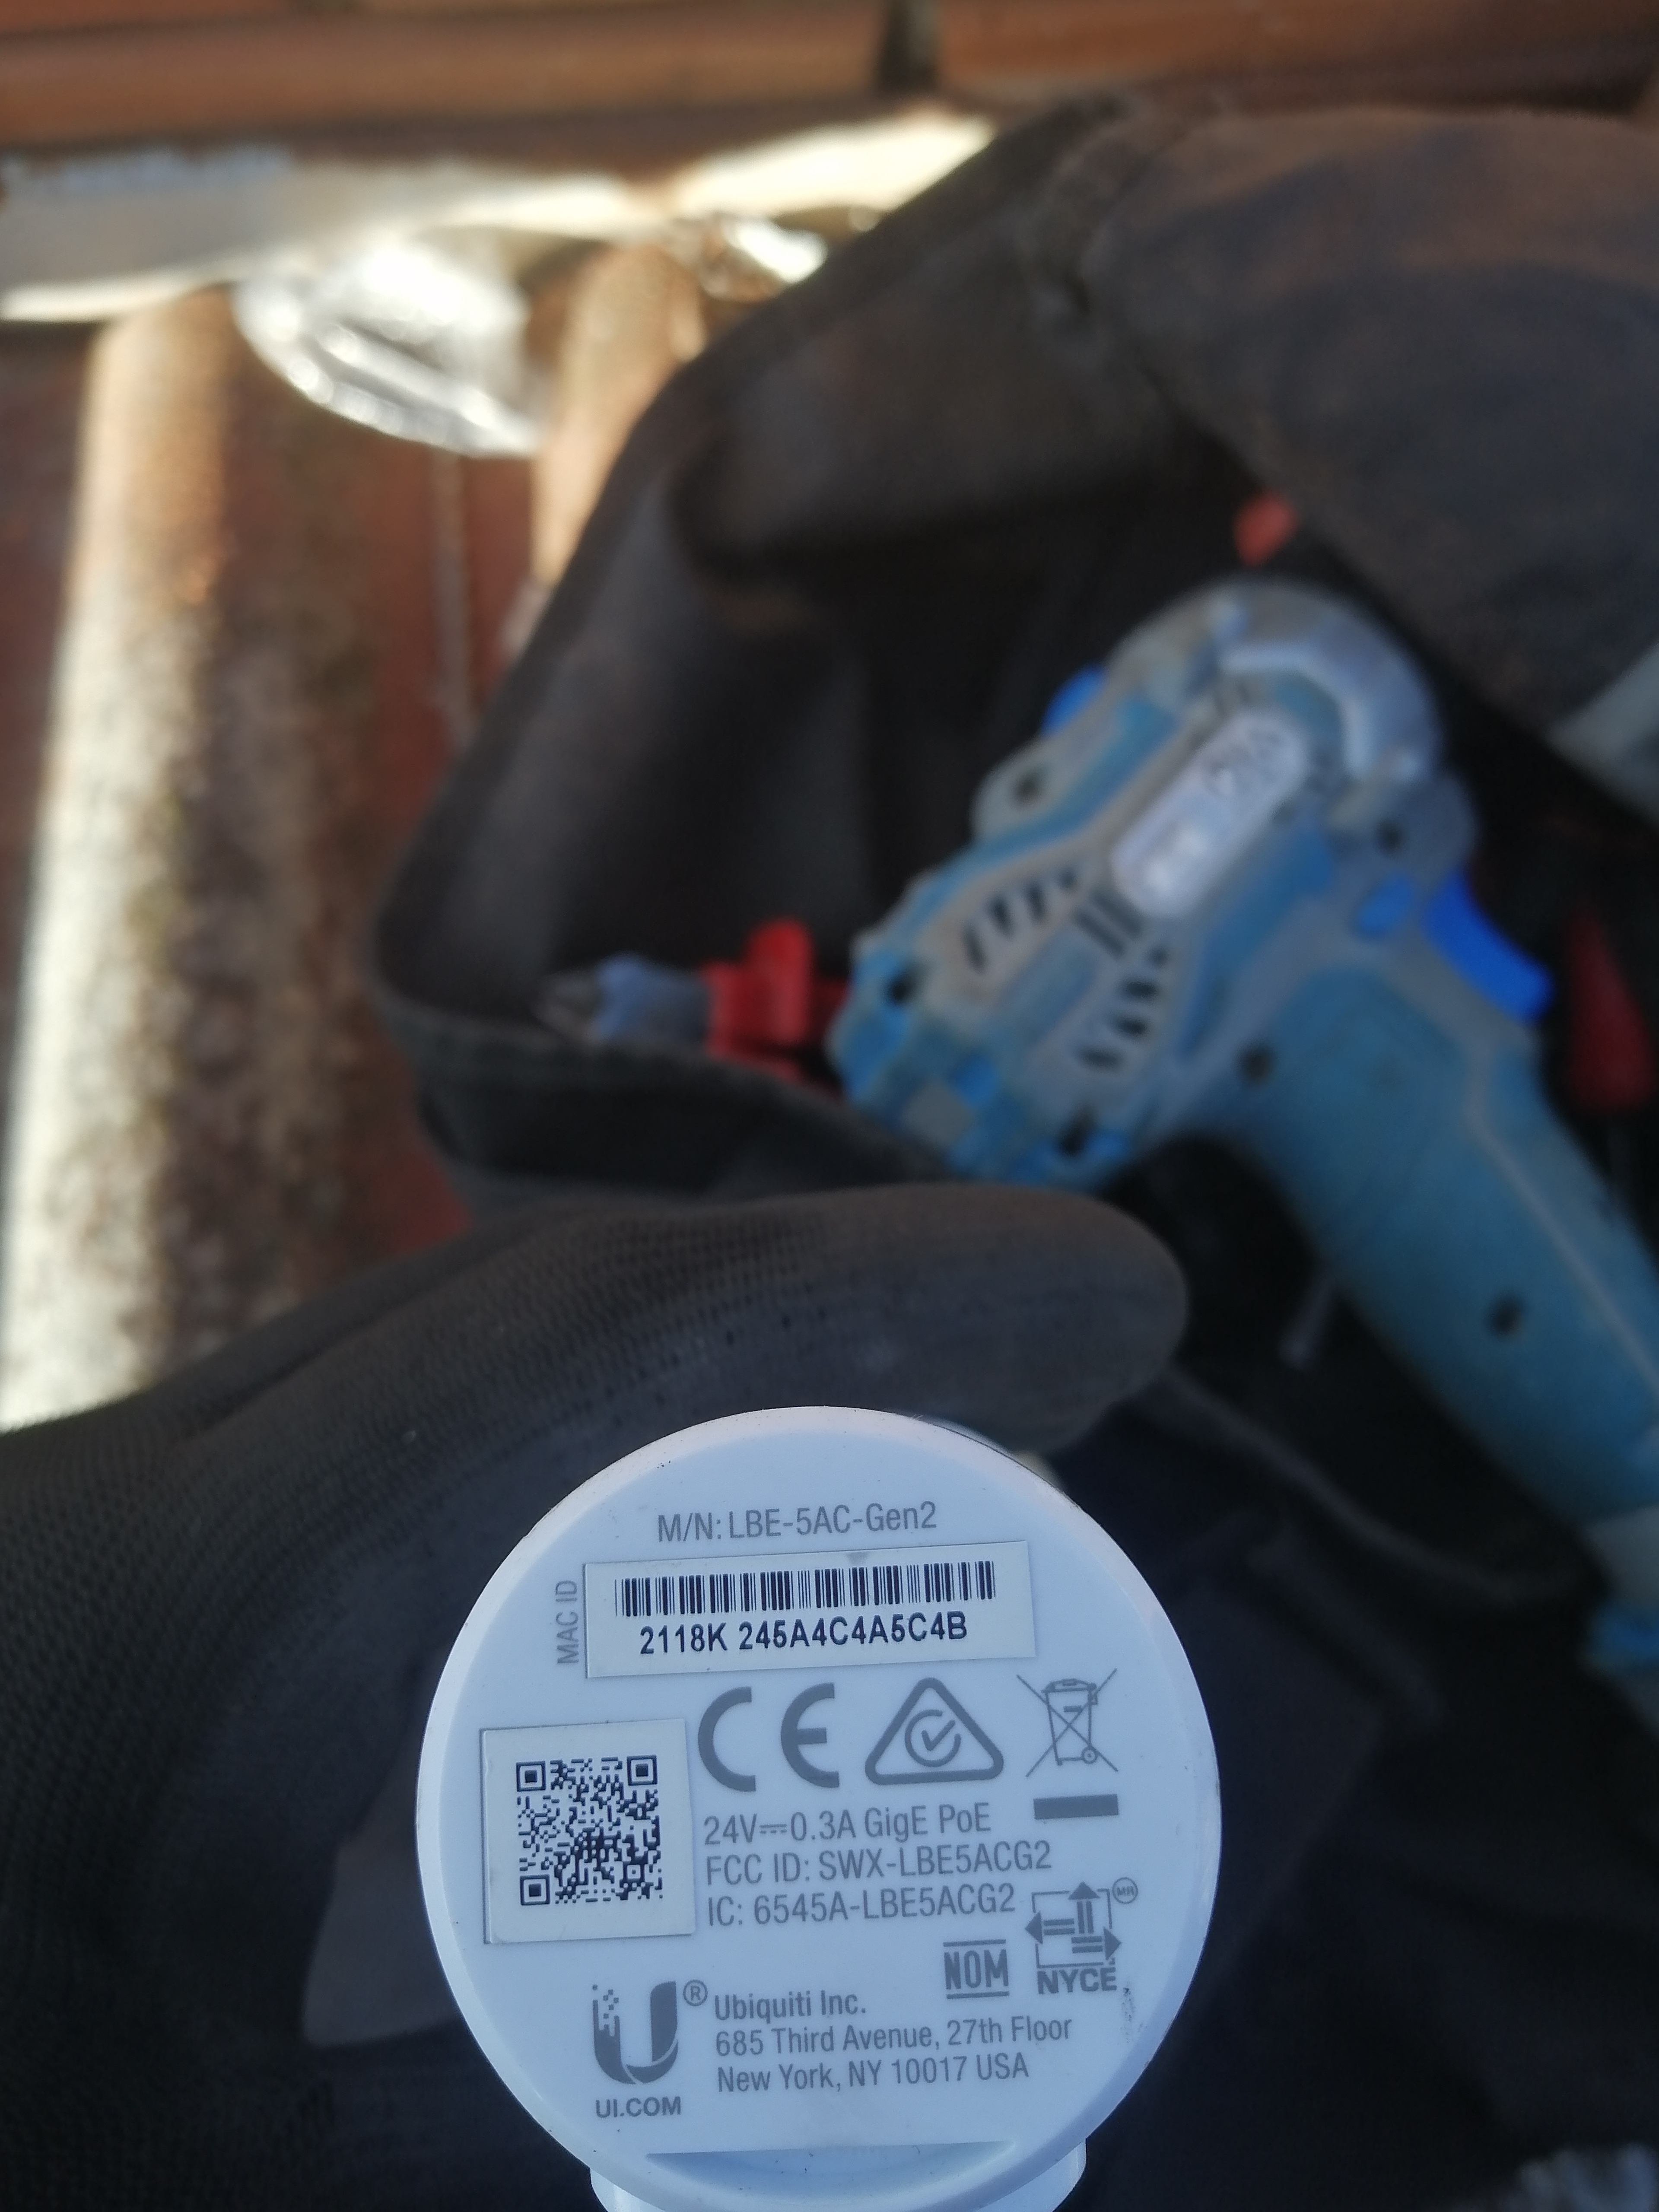 M/N: LBE-5AC-Gen2
MAC ID
2118K 245A4C4A5C4B
24V⎓0.3A GigE PoE
FCC ID: SWX-LBE5ACG2
IC: 6545A-LBE5ACG2
MR
NOM
NYCE
® Ubiquiti Inc.
685 Third Avenue, 27th Floor
New York, NY 10017 USA
UI.COM